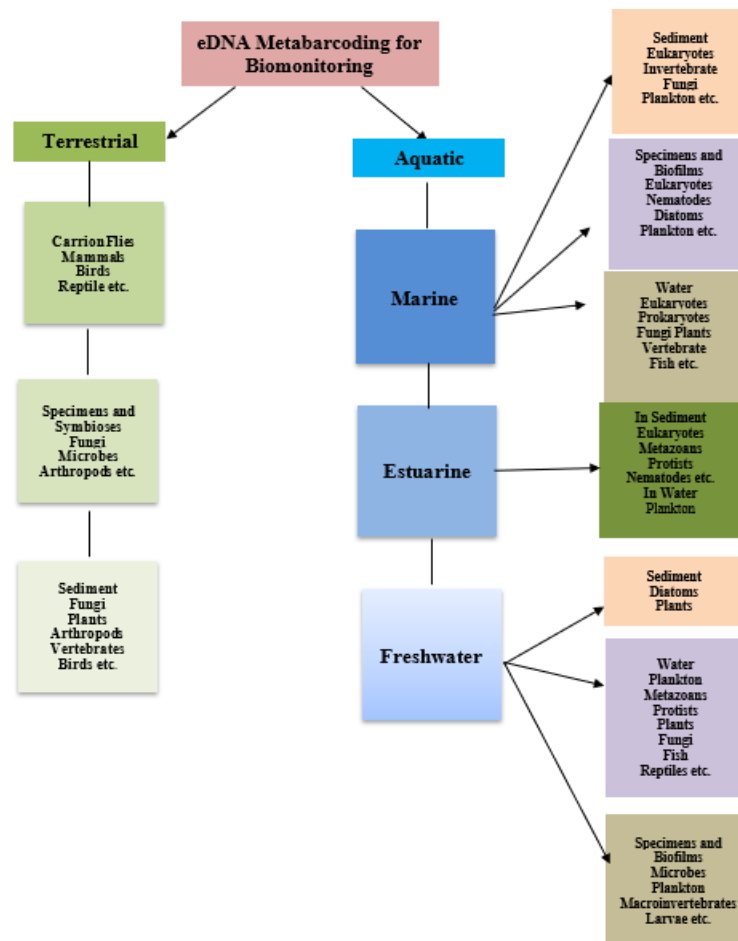 eDNA Metabarcoding for
Biomonitoring
Terrestrial
Carrion Flies
Mammals
Birds
Reptile etc.
Specimens and
Symbioses
Fungi
Microbes
Arthropods etc.
Sediment
Fungi
Plants
Arthropods
Vertebrates
Birds etc.
Aquatic
Marine
Sediment
Eukaryotes
Invertebrate
Fungi
Plankton etc.
Specimens and
Biofilms
Eukaryotes
Nematodes
Diatoms
Plankton etc.
Water
Eukaryotes
Prokaryotes
Fungi Plants
Vertebrate
Fish etc.
Estuarine
In Sediment
Eukaryotes
Metazoans
Protists
Nematodes etc.
In Water
Plankton
Freshwater
Sediment
Diatoms
Plants
Water
Plankton
Metazoans
Protists
Plants
Fungi
Fish
Reptiles etc.
Specimens and
Biofilms
Microbes
Plankton
Macroinvertebrates
Larvae etc.